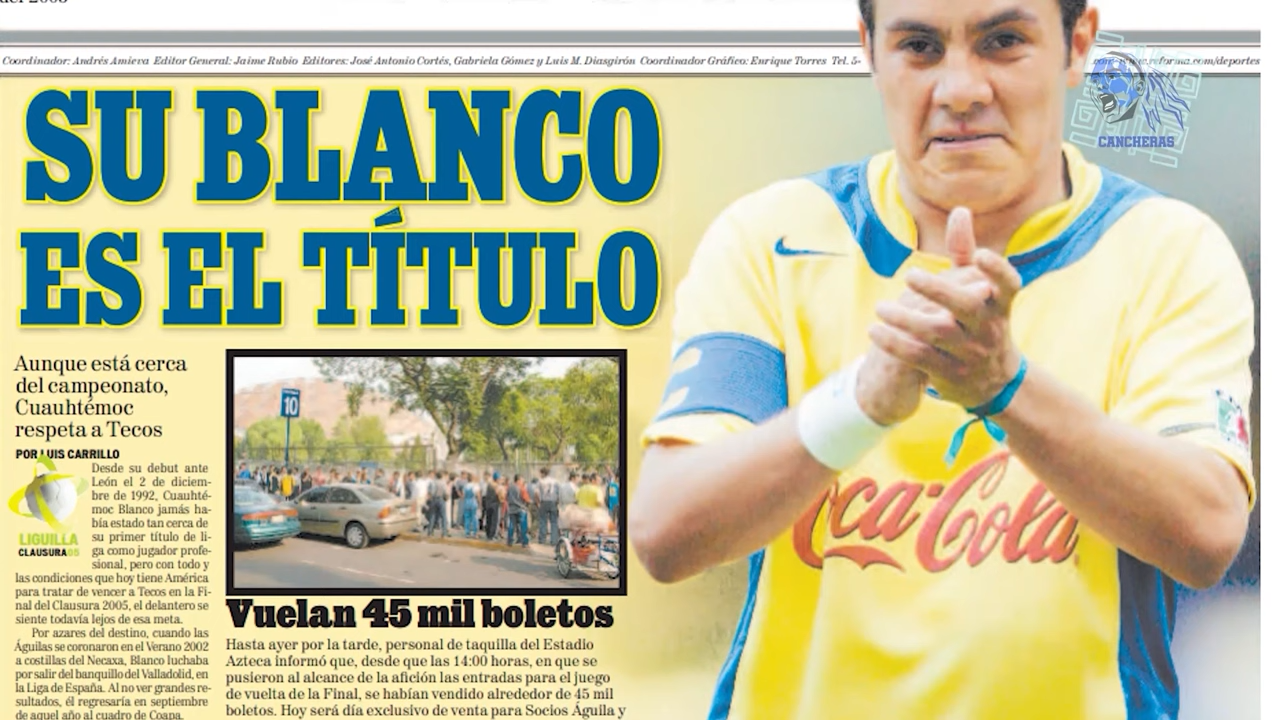 del 2005
Coordinador: Andrés Amieva Editor General: Jaime Rubio Editores: José Antonio Cortés, Gabriela Gómez y Luis M. Diasgirón Coordinador Gráfico: Enrique Torres Tel. 5-
www.reforma.com/deportes
CANCHERAS
SU BLANCO
ES EL TÍTULO
Aunque está cerca
del campeonato,
Cuauhtémoc
respeta a Tecos
POR LUIS CARRILLO
LIGUILLA
CLAUSURA05
Desde su debut ante
León el 2 de diciem-
bre de 1992, Cuauhté-
moc Blanco jamás ha-
bía estado tan cerca de
su primer título de li-
ga como jugador profe-
sional, pero con todo y
las condiciones que hoy tiene América
para tratar de vencer a Tecos en la Fi-
nal del Clausura 2005, el delantero se
siente todavía lejos de esa meta.
Por azares del destino, cuando las
Águilas se coronaron en el Verano 2002
a costillas del Necaxa, Blanco luchaba
por salir del banquillo del Valladolid, en
la Liga de España. Al no ver grandes re-
sultados, él regresaría en septiembre
de aquel año al cuadro de Coapa.
10
Vuelan 45 mil boletos
Hasta ayer por la tarde, personal de taquilla del Estadio
Azteca informó que, desde que las 14:00 horas, en que se
pusieron al alcance de la afición las entradas para el juego
de vuelta de la Final, se habían vendido alrededor de 45 mil
boletos. Hoy será día exclusivo de venta para Socios Águila y
Coca-Cola